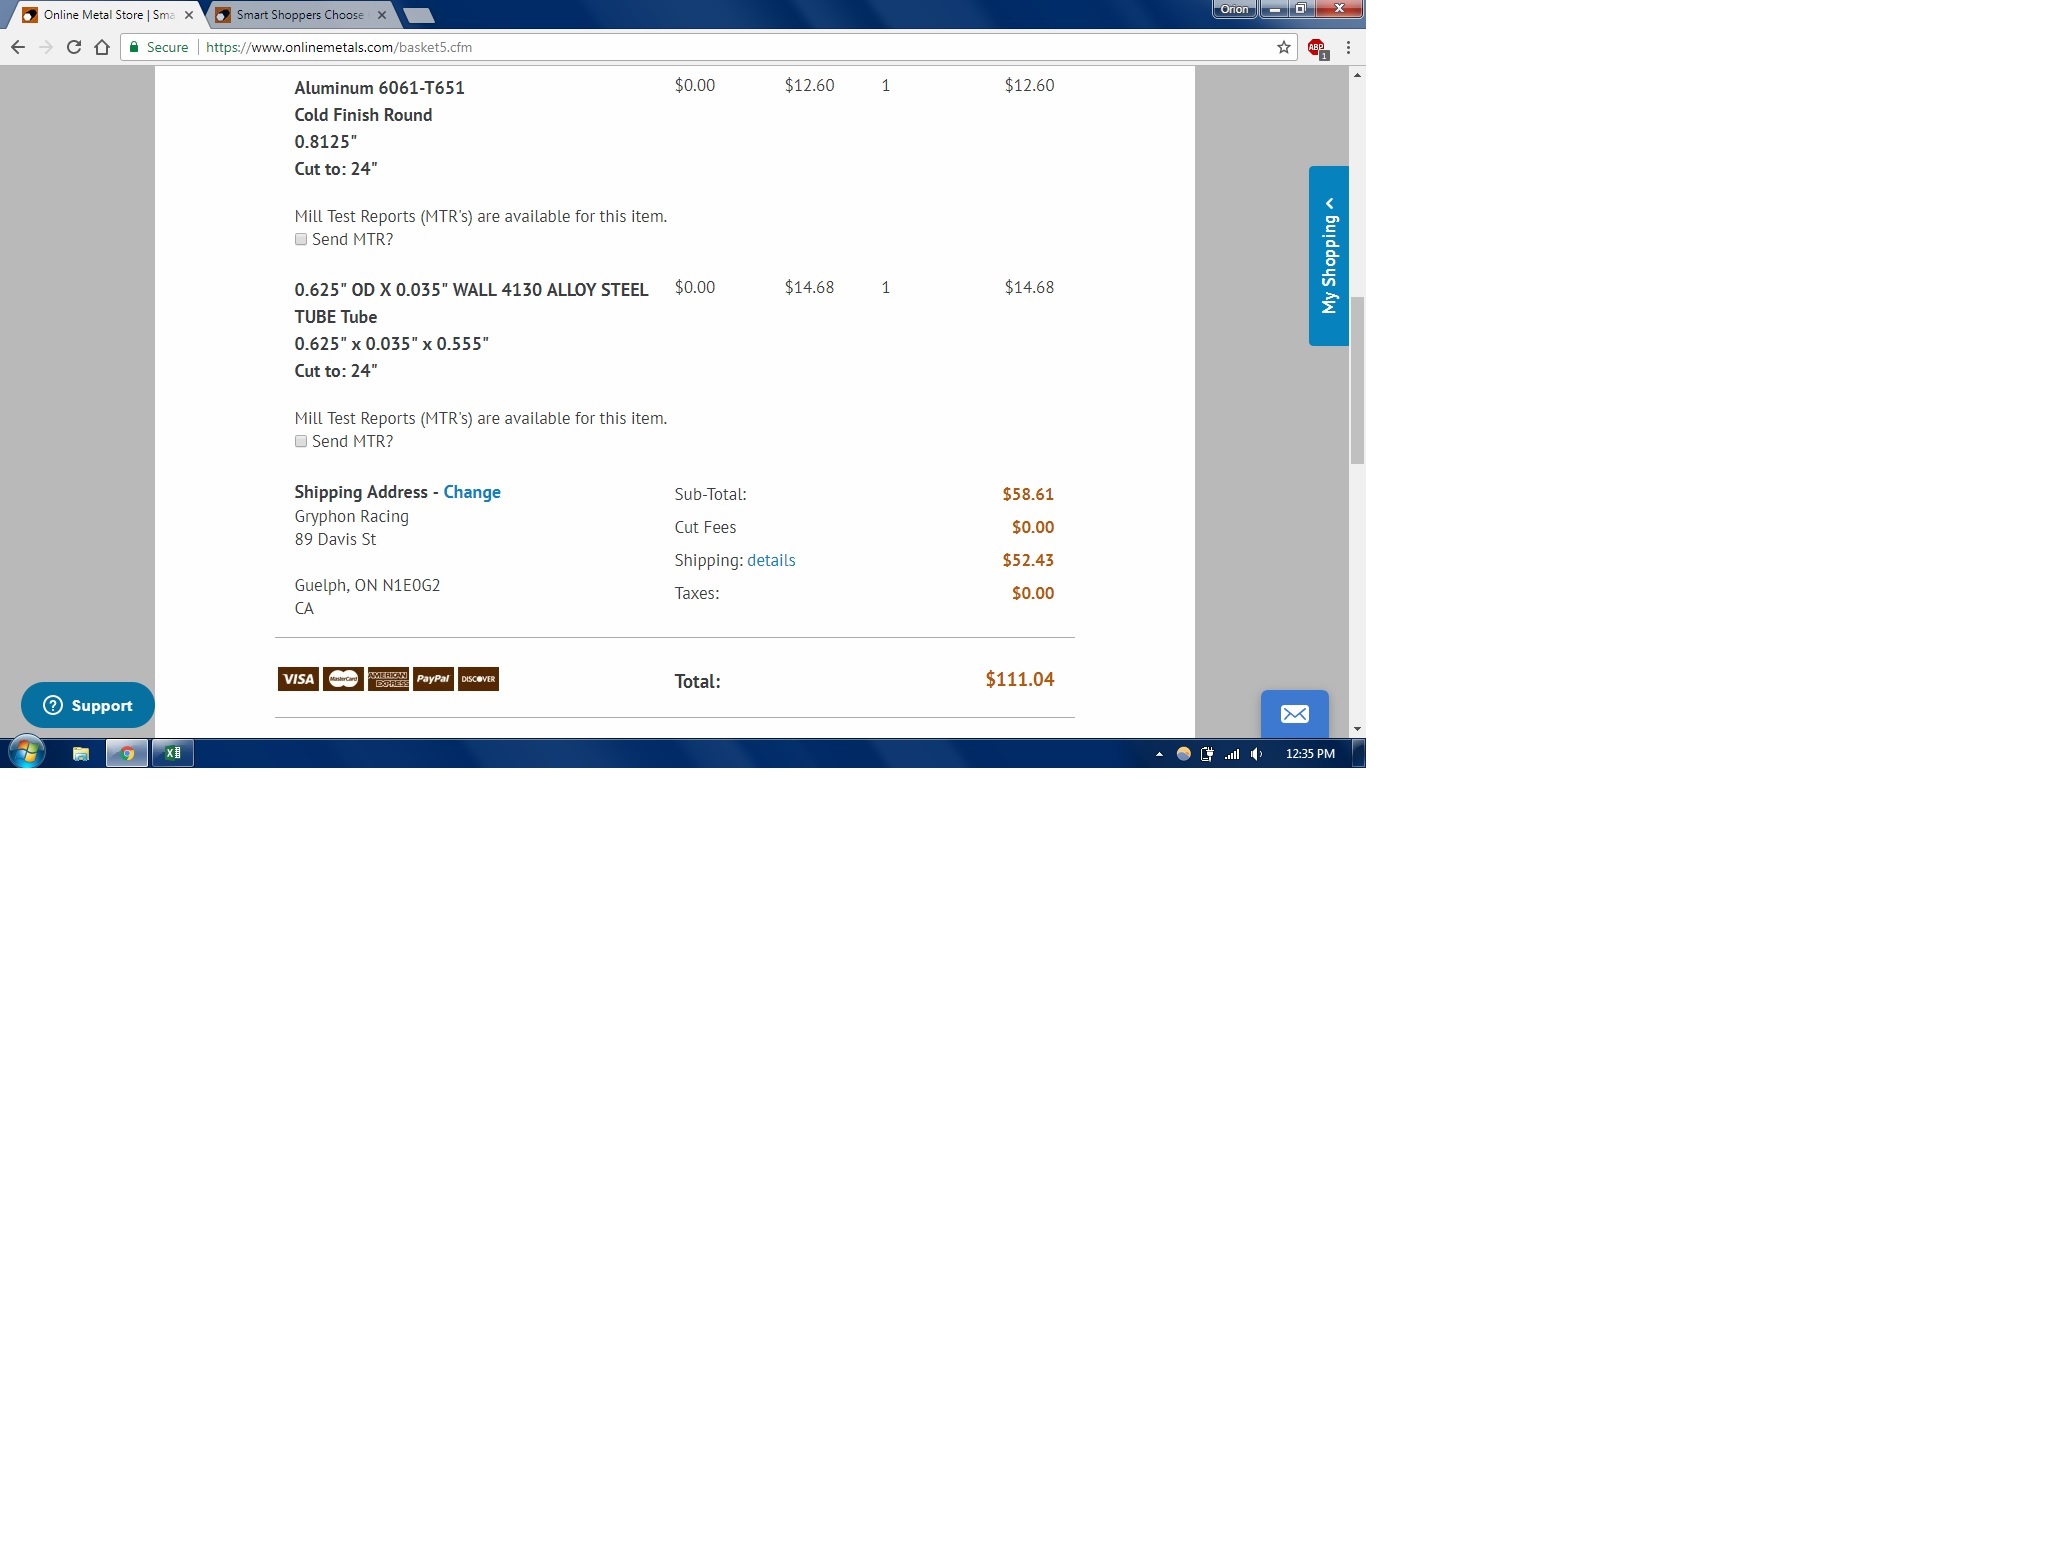 Online Metal Store | Sma
Smart Shoppers Choose
Orion
Secure
https://www.onlinemetals.com/basket5.cfm
ABP
1
Aluminum 6061-T651 $0.00 $12.60 1 $12.60
Cold Finish Round
0.8125"
Cut to: 24"
Mill Test Reports (MTR's) are available for this item.
Send MTR?
My Shopping
0.625" OD X 0.035" WALL 4130 ALLOY STEEL $0.00 $14.68 1 $14.68
TUBE Tube
0.625" x 0.035" x 0.555"
Cut to: 24"
Mill Test Reports (MTR's) are available for this item.
Send MTR?
Shipping Address - Change
Gryphon Racing
89 Davis St
Guelph, ON N1E0G2
CA
Sub-Total: $58.61
Cut Fees $0.00
Shipping: details $52.43
Taxes: $0.00
VISA MasterCard AMERICAN EXPRESS PayPal DISCOVER
Total: $111.04
? Support
12:35 PM